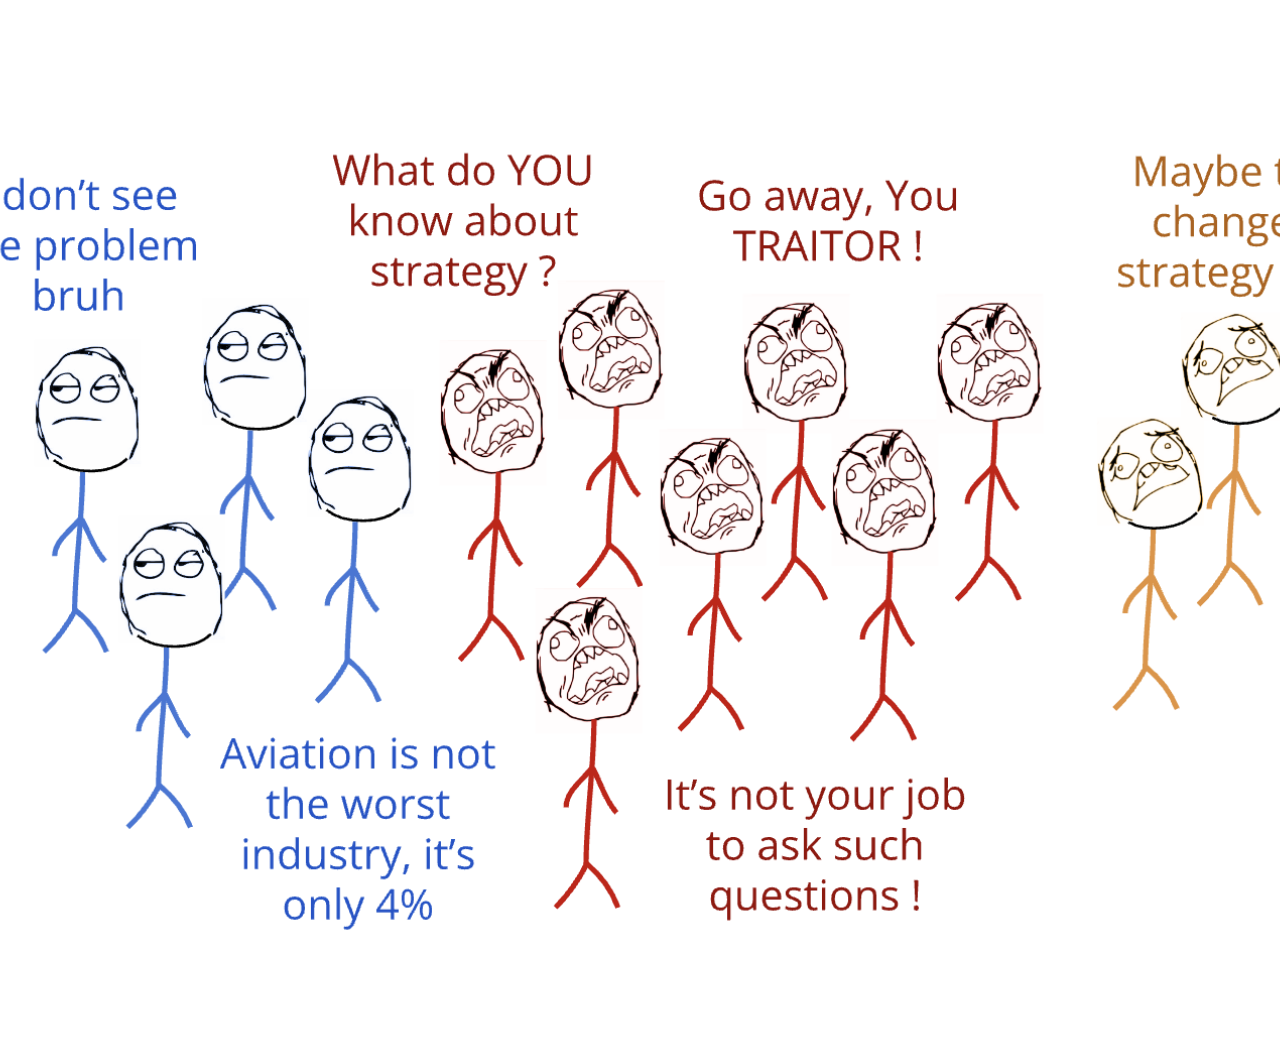 don't see
e problem
bruh
What do YOU
know about
strategy ?
Go away, You
TRAITOR !
Maybe t
change
strategy
Aviation is not
the worst
industry, it's
only 4%
It's not your job
to ask such
questions !